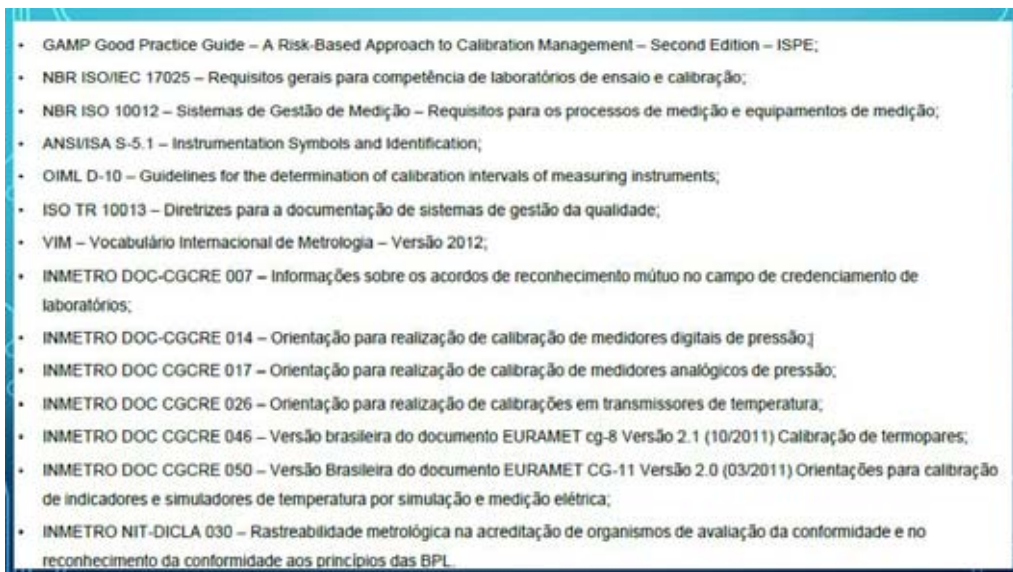 • GAMP Good Practice Guide – A Risk-Based Approach to Calibration Management – Second Edition – ISPE;
• NBR ISO/IEC 17025 – Requisitos gerais para competência de laboratórios de ensaio e calibração;
• NBR ISO 10012 – Sistemas de Gestão de Medição – Requisitos para os processos de medição e equipamentos de medição;
• ANSI/ISA S-5.1 – Instrumentation Symbols and Identification;
• OIML D-10 – Guidelines for the determination of calibration intervals of measuring instruments;
• ISO TR 10013 – Diretrizes para a documentação de sistemas de gestão da qualidade;
• VIM – Vocabulário Internacional de Metrologia – Versão 2012;
• INMETRO DOC-CGCRE 007 – Informações sobre os acordos de reconhecimento mútuo no campo de credenciamento de
laboratórios;
• INMETRO DOC-CGCRE 014 – Orientação para realização de calibração de medidores digitais de pressão;
• INMETRO DOC CGCRE 017 – Orientação para realização de calibração de medidores analógicos de pressão;
• INMETRO DOC CGCRE 026 – Orientação para realização de calibrações em transmissores de temperatura;
• INMETRO DOC CGCRE 046 – Versão brasileira do documento EURAMET cg-8 Versão 2.1 (10/2011) Calibração de termopares;
• INMETRO DOC CGCRE 050 – Versão Brasileira do documento EURAMET CG-11 Versão 2.0 (03/2011) Orientações para calibração
de indicadores e simuladores de temperatura por simulação e medição elétrica;
• INMETRO NIT-DICLA 030 – Rastreabilidade metrológica na acreditação de organismos de avaliação da conformidade e no
reconhecimento da conformidade aos princípios das BPL.